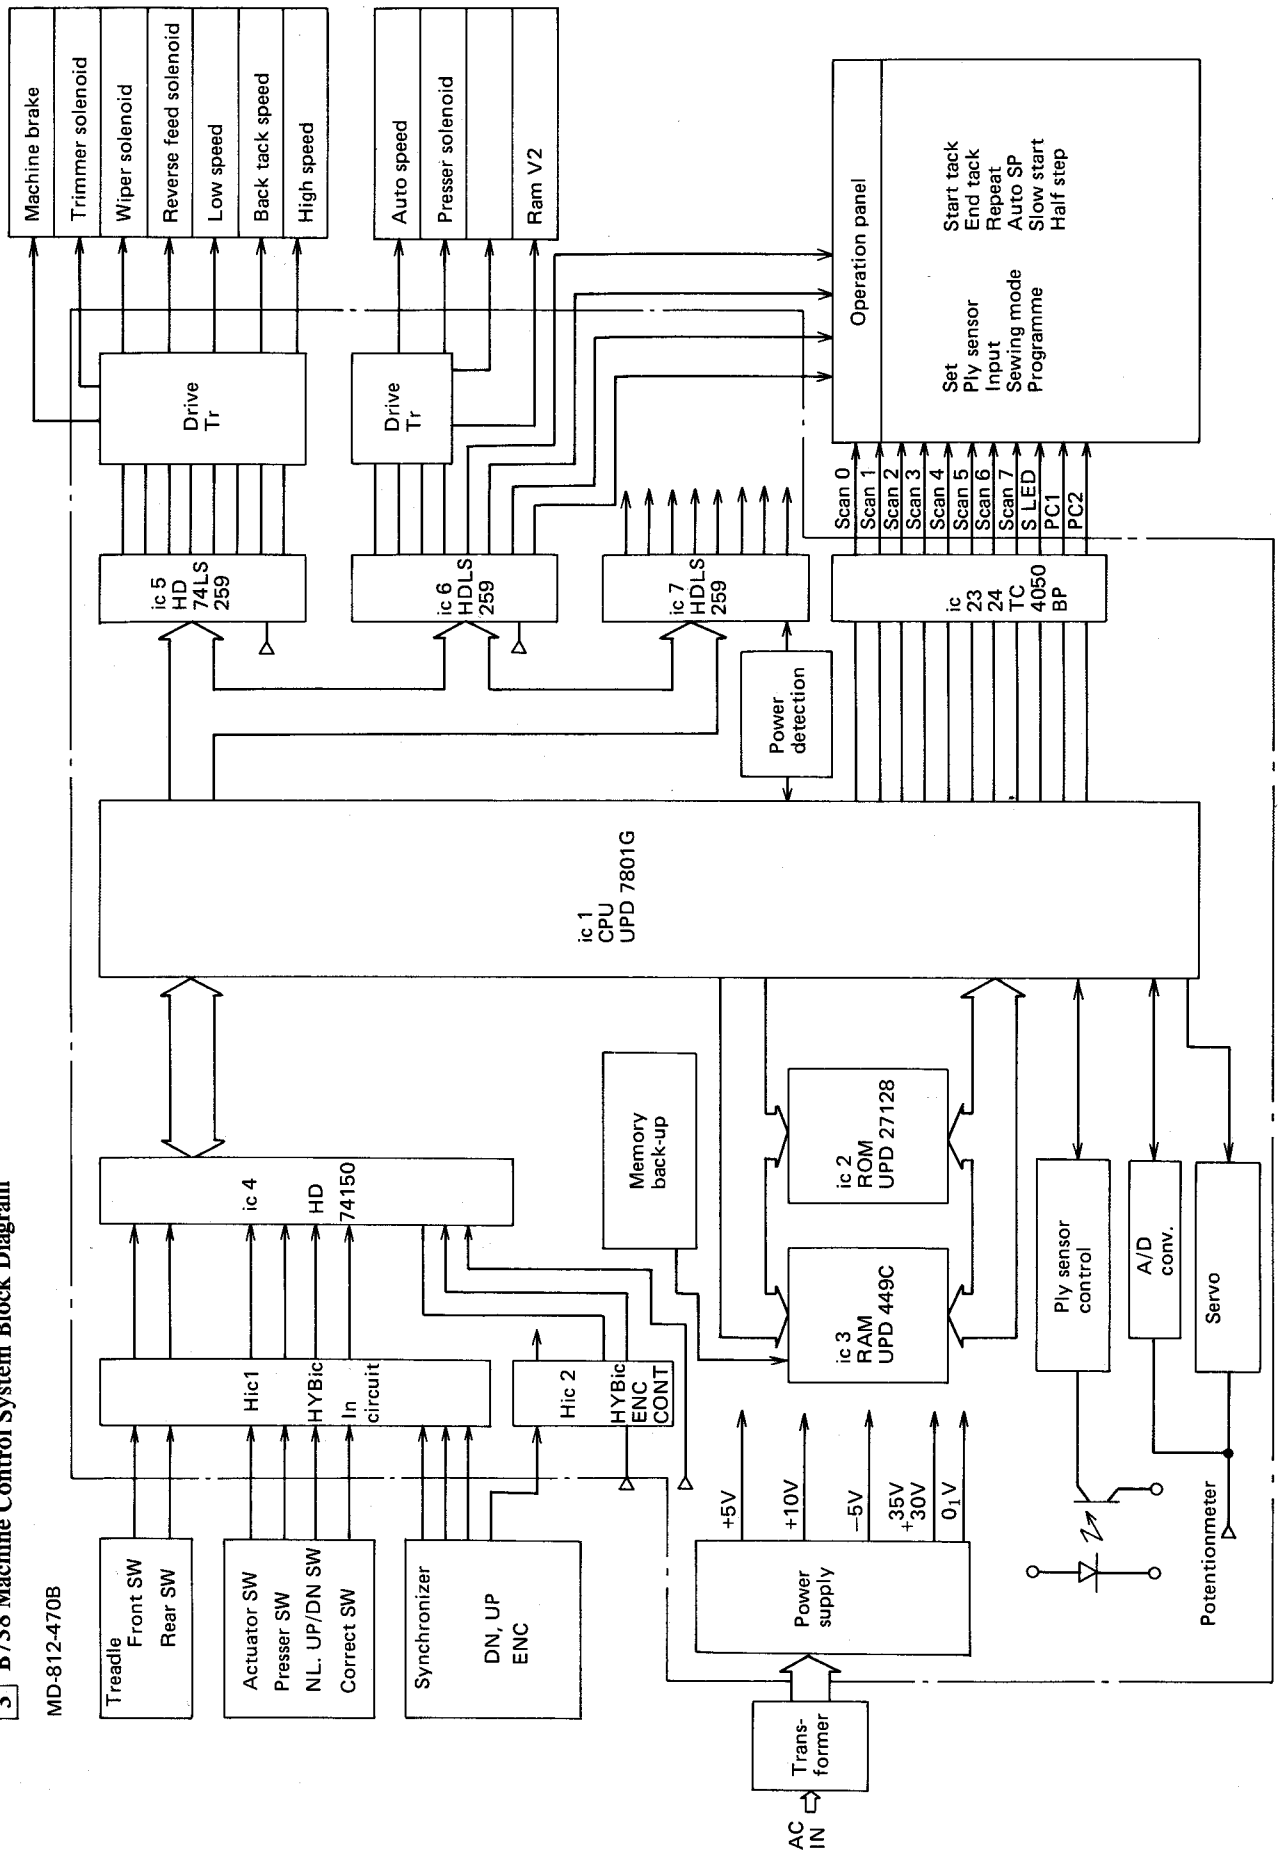 3 B738 Machine Control System Block Diagram
MD-812-470B
Treadle
Front SW
Rear SW
Actuator SW
Presser SW
NL. UP/DN SW
Correct SW
Synchronizer
DN, UP
ENC
Hic1
HYBic
In
circuit
Hic 2
HYBic
ENC
CONT
ic 4
HD
74150
Memory
back-up
AC
IN
Trans-
former
Power
supply
+5V
+10V
−5V
35V
+
30V
0₁V
ic 3
RAM
UPD 449C
ic 2
ROM
UPD 27128
Ply sensor
control
A/D
conv.
Servo
Potentionmeter
ic 1
CPU
UPD 7801G
Power
detection
ic 5
HD
74LS
259
ic 6
HDLS
259
ic 7
HDLS
259
ic
23
24
TC
4050
BP
Drive
Tr
Drive
Tr
Machine brake
Trimmer solenoid
Wiper solenoid
Reverse feed solenoid
Low speed
Back tack speed
High speed
Auto speed
Presser solenoid
Ram V2
Scan 0
Scan 1
Scan 2
Scan 3
Scan 4
Scan 5
Scan 6
Scan 7
S LED
PC1
PC2
Operation panel
Set
Ply sensor
Input
Sewing mode
Programme
Start tack
End tack
Repeat
Auto SP
Slow start
Half step